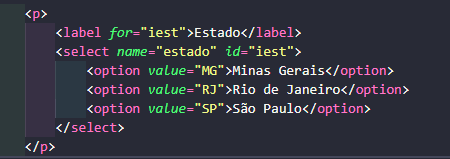 <p>
<label for="iest">Estado</label>
<select name="estado" id="iest">
<option value="MG">Minas Gerais</option>
<option value="RJ">Rio de Janeiro</option>
<option value="SP">São Paulo</option>
</select>
</p>